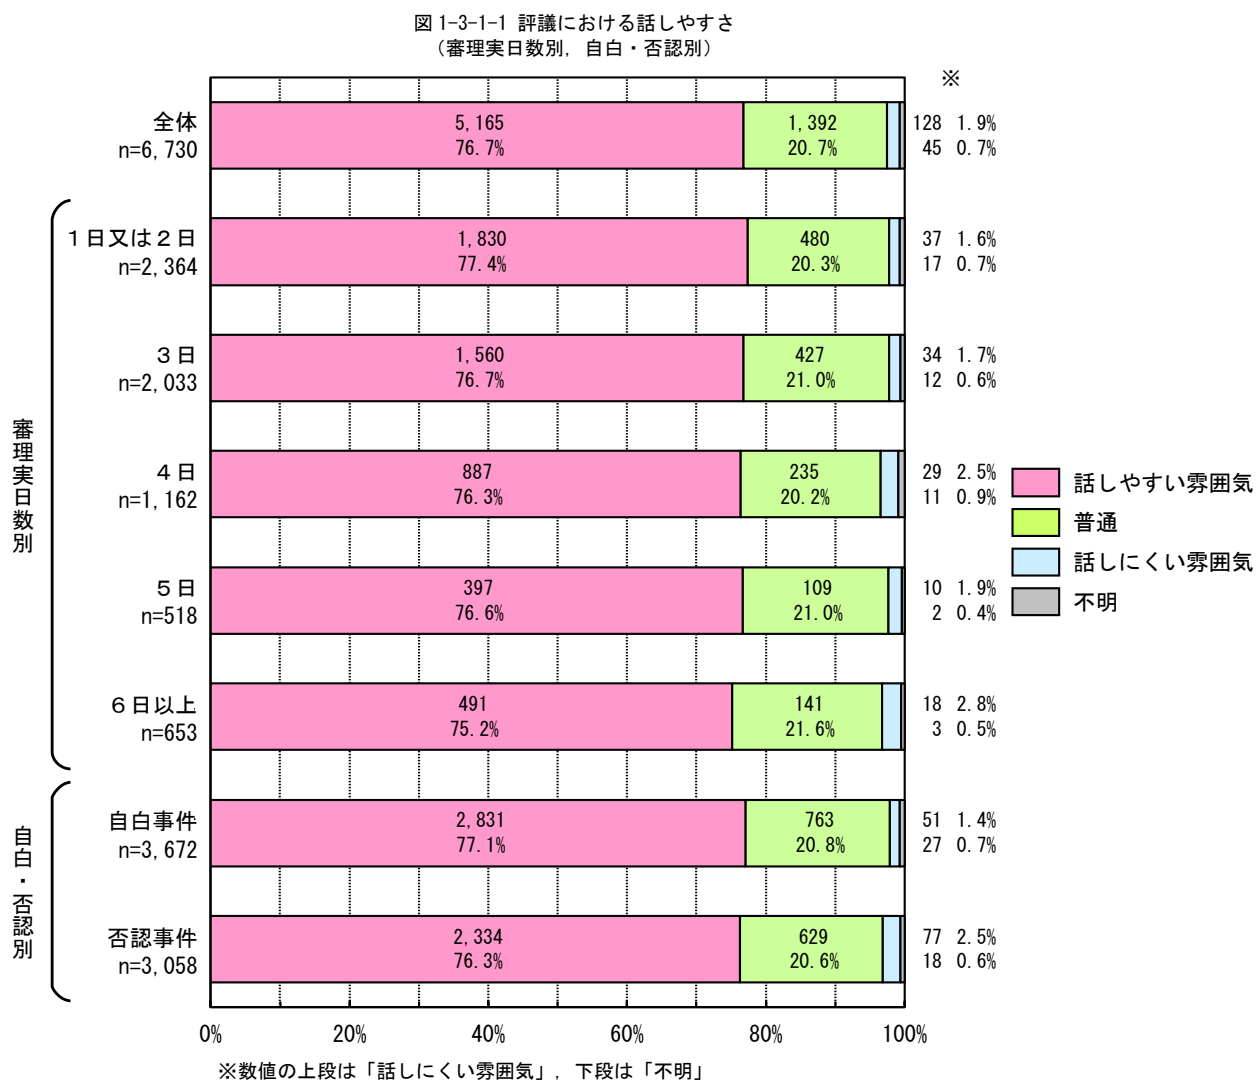 図1-3-1-1 評議における話しやすさ
（審理実日数別，自白・否認別）
※
全体
n=6,730
5,165
76.7%
1,392
20.7%
128 1.9%
45 0.7%
審理実日数別
１日又は２日
n=2,364
1,830
77.4%
480
20.3%
37 1.6%
17 0.7%
３日
n=2,033
1,560
76.7%
427
21.0%
34 1.7%
12 0.6%
４日
n=1,162
887
76.3%
235
20.2%
29 2.5%
11 0.9%
５日
n=518
397
76.6%
109
21.0%
10 1.9%
2 0.4%
６日以上
n=653
491
75.2%
141
21.6%
18 2.8%
3 0.5%
自白・否認別
自白事件
n=3,672
2,831
77.1%
763
20.8%
51 1.4%
27 0.7%
否認事件
n=3,058
2,334
76.3%
629
20.6%
77 2.5%
18 0.6%
話しやすい雰囲気
普通
話しにくい雰囲気
不明
0% 20% 40% 60% 80% 100%
※数値の上段は「話しにくい雰囲気」，下段は「不明」